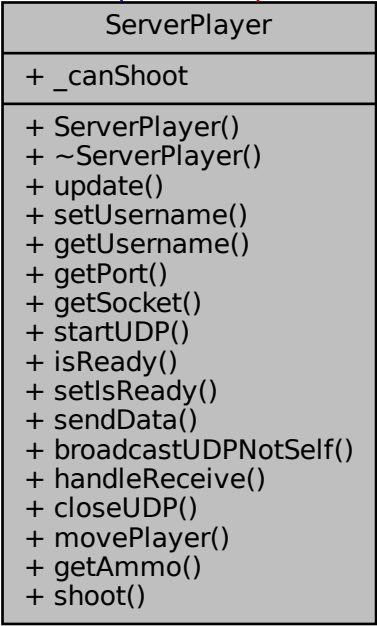 ServerPlayer
+ _canShoot
+ ServerPlayer()
+ ~ServerPlayer()
+ update()
+ setUsername()
+ getUsername()
+ getPort()
+ getSocket()
+ startUDP()
+ isReady()
+ setIsReady()
+ sendData()
+ broadcastUDPNotSelf()
+ handleReceive()
+ closeUDP()
+ movePlayer()
+ getAmmo()
+ shoot()